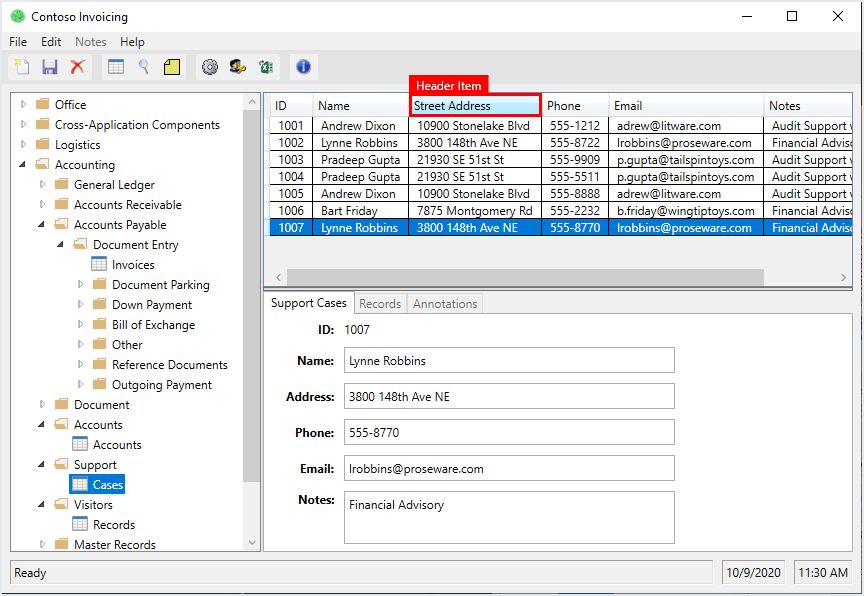 Contoso Invoicing
File Edit Notes Help
Office
Cross-Application Components
Logistics
Accounting
General Ledger
Accounts Receivable
Accounts Payable
Document Entry
Invoices
Document Parking
Down Payment
Bill of Exchange
Other
Reference Documents
Outgoing Payment
Document
Accounts
Accounts
Support
Cases
Visitors
Records
Master Records
Header Item
ID Name Street Address Phone Email Notes
1001 Andrew Dixon 10900 Stonelake Blvd 555-1212 adrew@litware.com Audit Support
1002 Lynne Robbins 3800 148th Ave NE 555-8722 lrobbins@proseware.com Financial Advis
1003 Pradeep Gupta 21930 SE 51st St 555-9909 p.gupta@tailspintoys.com Audit Support
1004 Pradeep Gupta 21930 SE 51st St 555-5511 p.gupta@tailspintoys.com Audit Support
1005 Andrew Dixon 10900 Stonelake Blvd 555-8888 adrew@litware.com Audit Support
1006 Bart Friday 7875 Montgomery Rd 555-2232 b.friday@wingtiptoys.com Financial Advis
1007 Lynne Robbins 3800 148th Ave NE 555-8770 lrobbins@proseware.com Financial Advis
Support Cases Records Annotations
ID: 1007
Name: Lynne Robbins
Address: 3800 148th Ave NE
Phone: 555-8770
Email: lrobbins@proseware.com
Notes: Financial Advisory
Ready 10/9/2020 11:30 AM